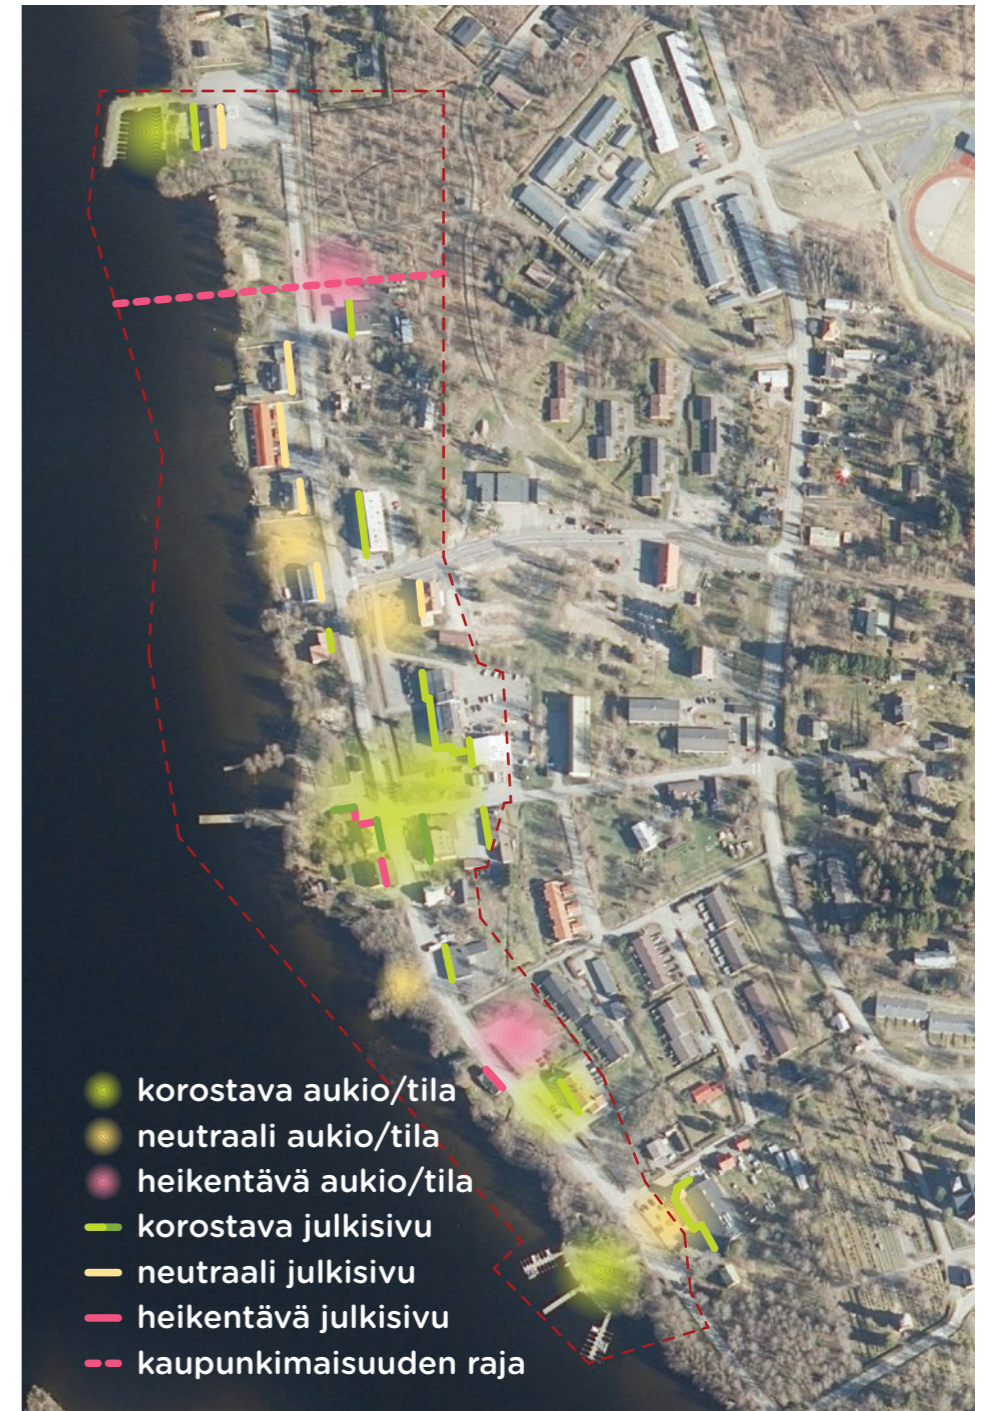 korostava aukio/tila
neutraali aukio/tila
heikentävä aukio/tila
korostava julkisivu
neutraali julkisivu
heikentävä julkisivu
kaupunkimaisuuden raja